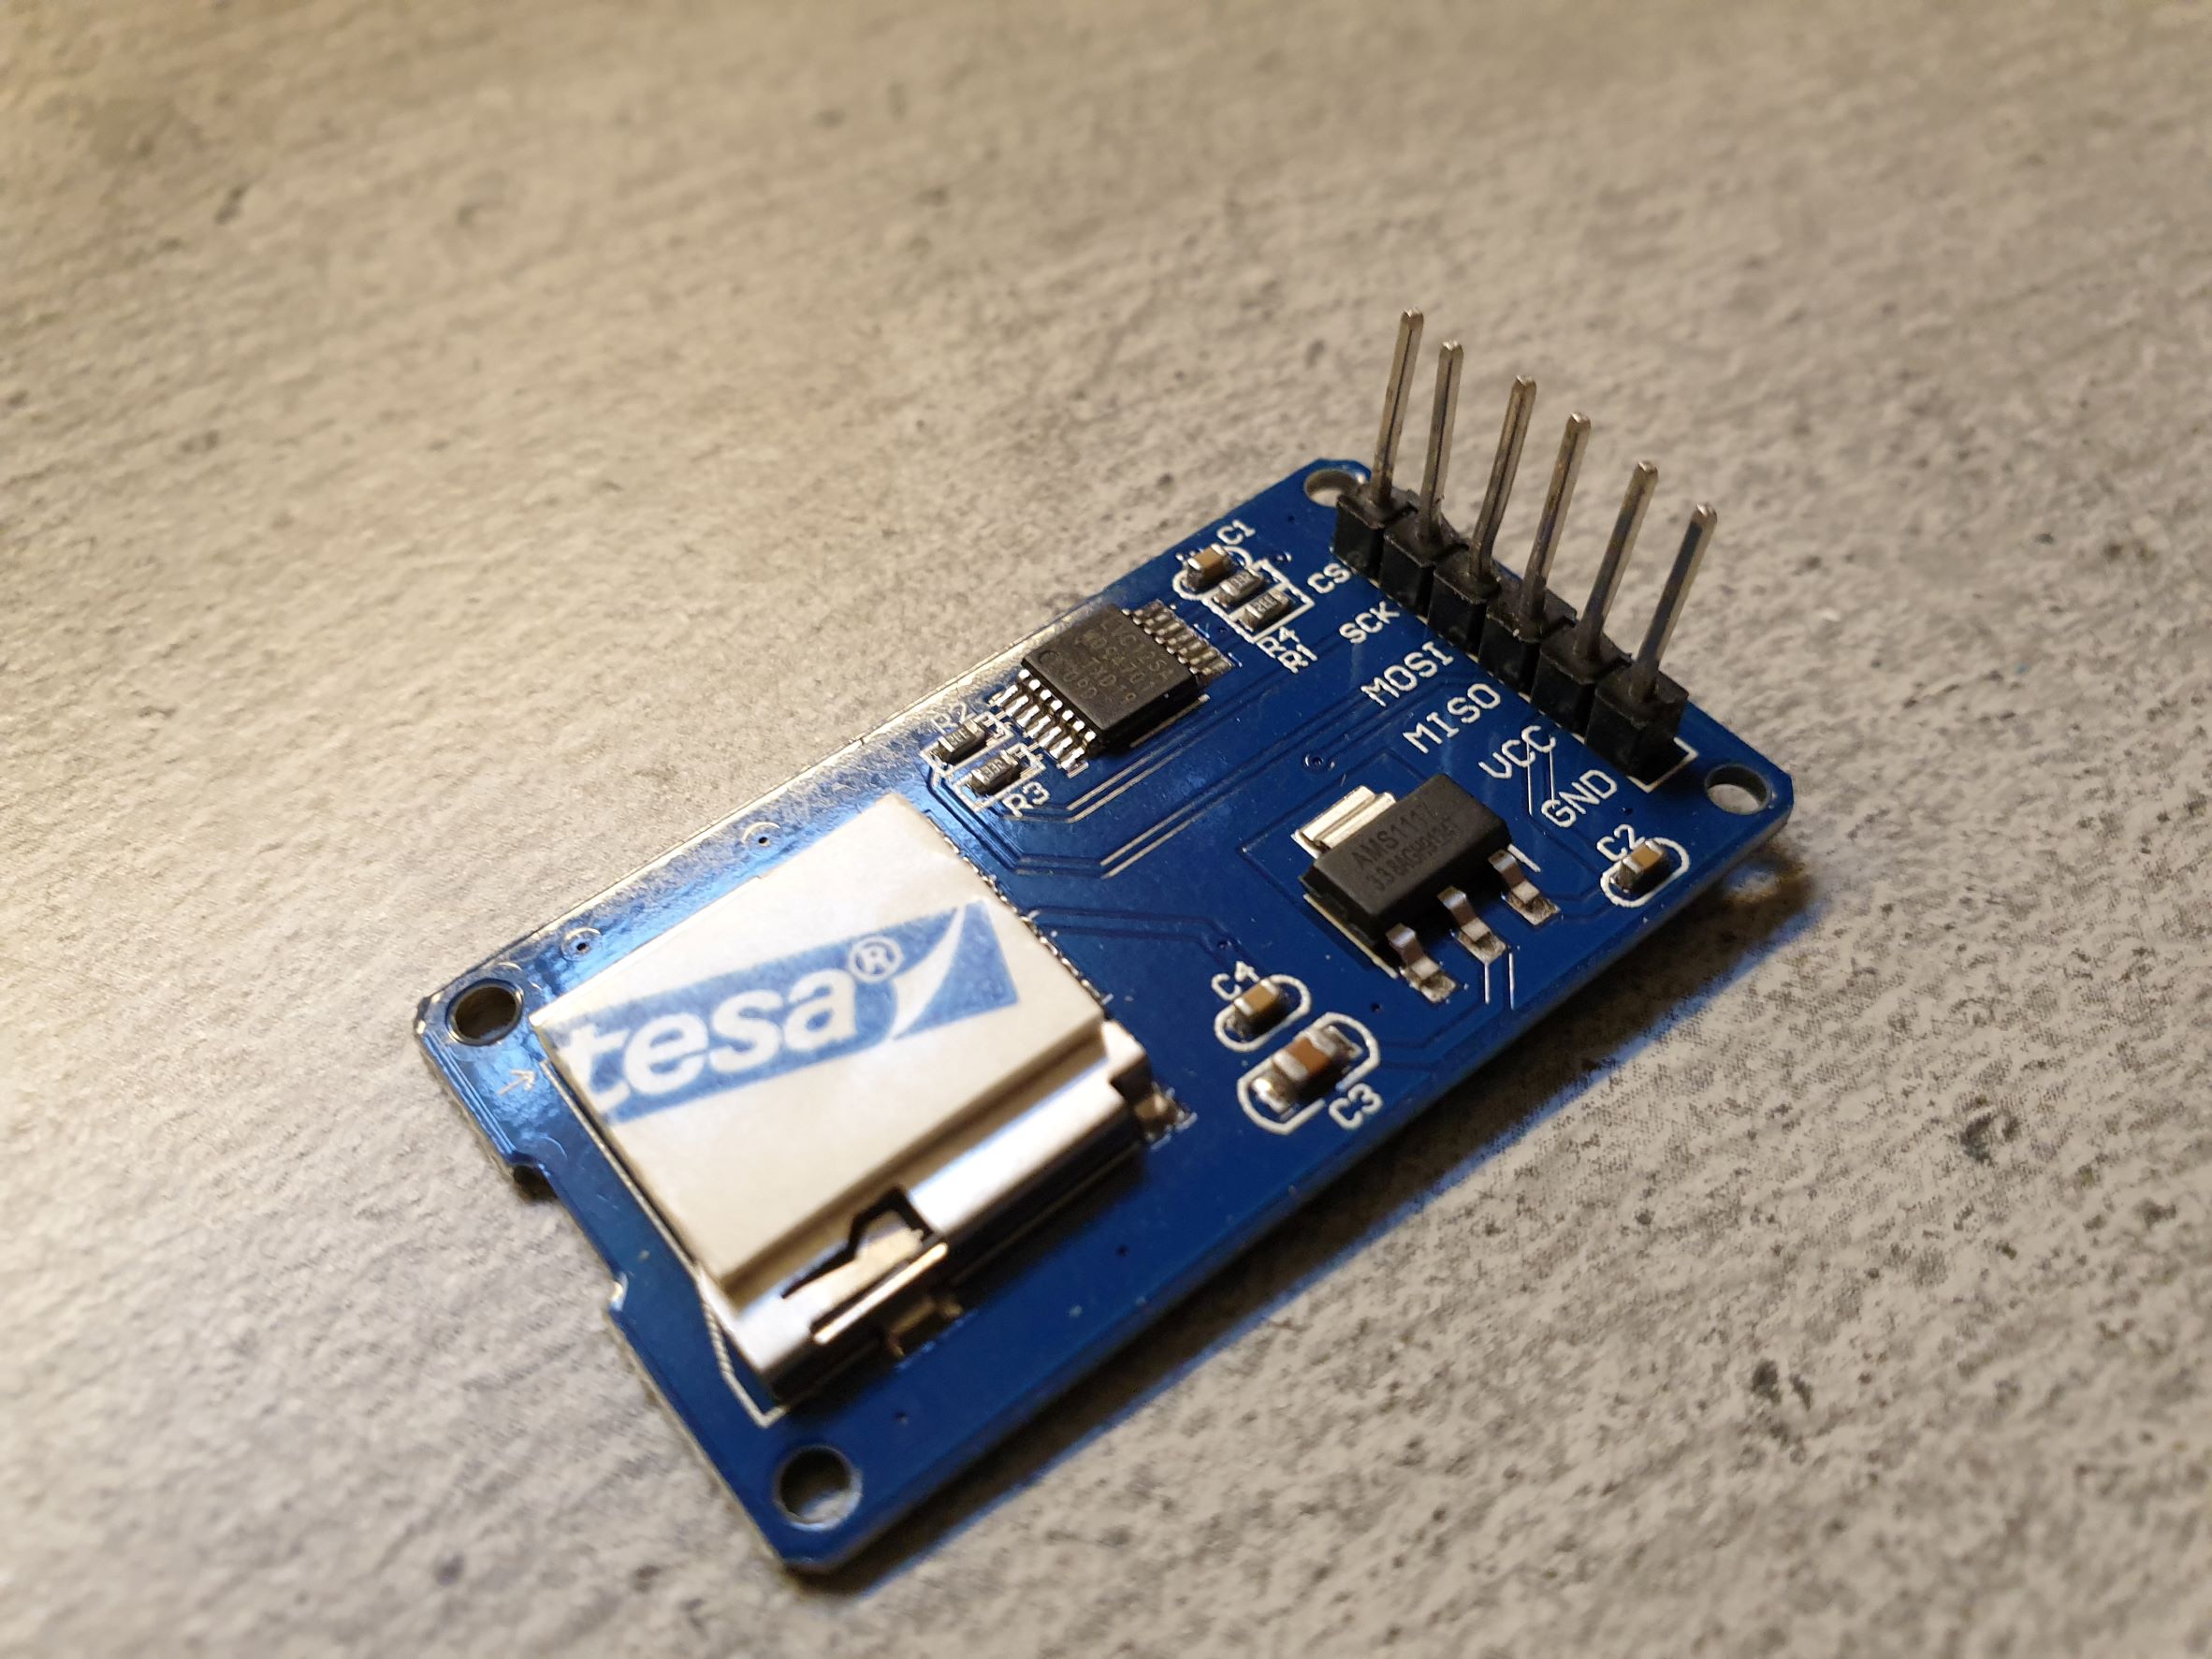 C1
CS
SCK
MOSI
MISO
VCC
GND
R4
R1
R2
R3
AMS1117
C2
C4
C3
tesa®